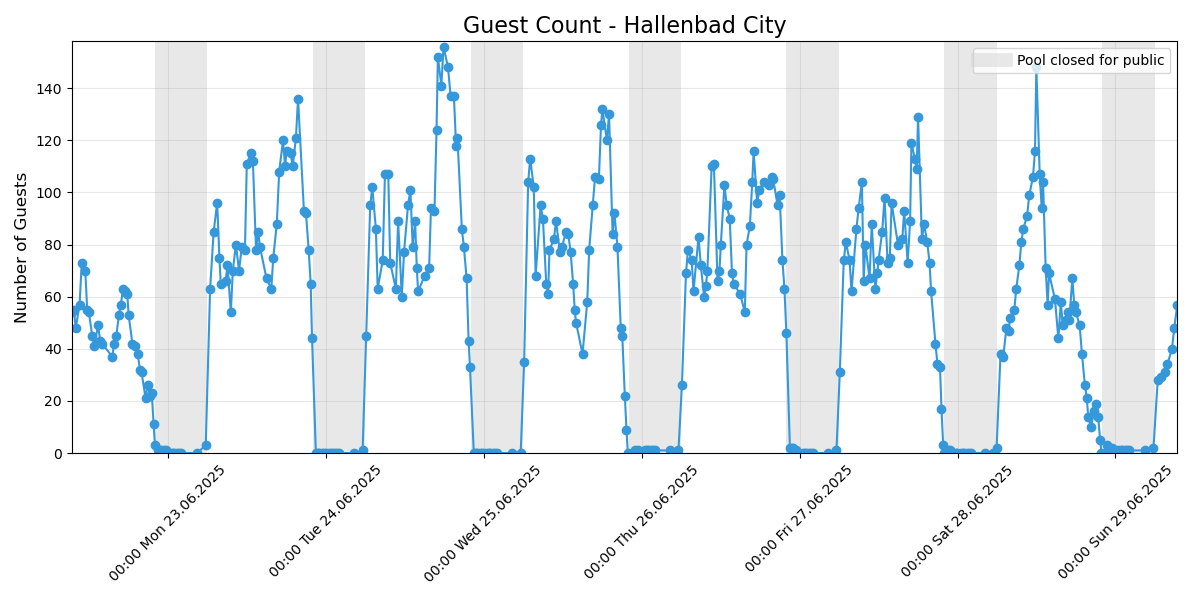 Guest Count - Hallenbad City
Pool closed for public
Number of Guests
140
120
100
80
60
40
20
0
00:00 Mon 23.06.2025
00:00 Tue 24.06.2025
00:00 Wed 25.06.2025
00:00 Thu 26.06.2025
00:00 Fri 27.06.2025
00:00 Sat 28.06.2025
00:00 Sun 29.06.2025